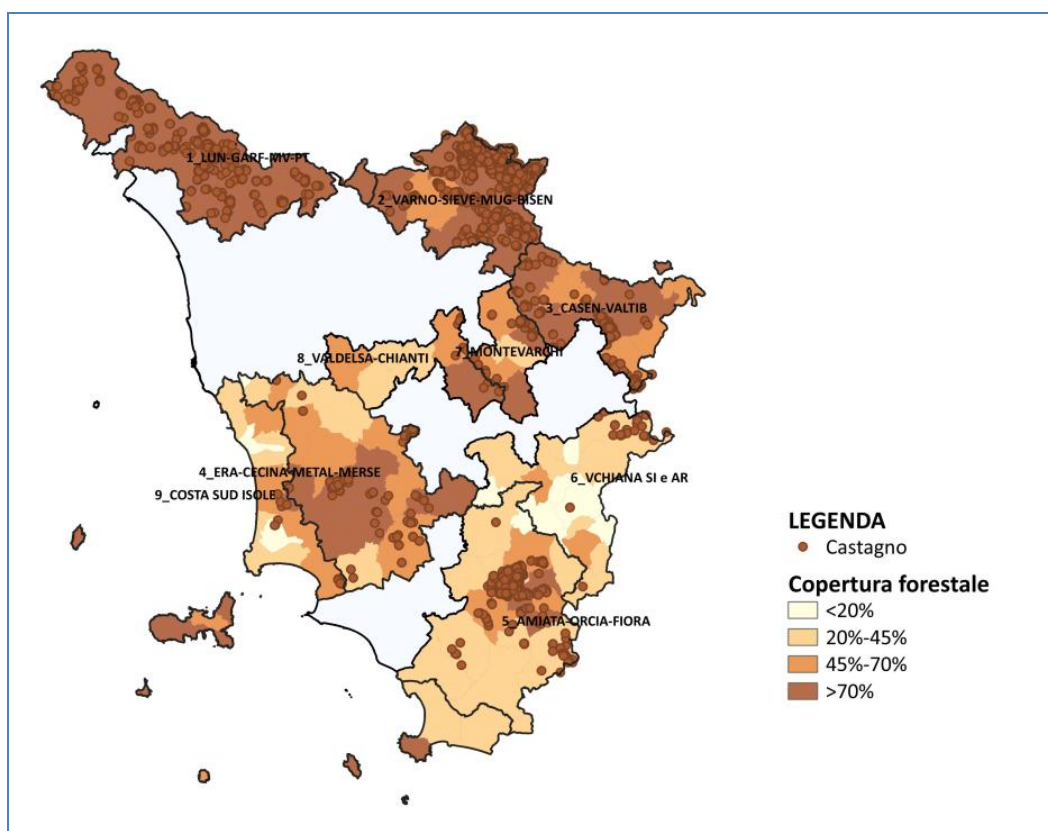 1_LUN-GARF-MV-PT
2_VARNO-SIEVE-MUG-BISEN
3_CASEN-VALTIB
8_VALDELSA-CHIANTI
7_MONTEVARCHI
4_ERA-CECINA-METAL-MERSE
6_VCHIANA SI e AR
9_COSTA SUD ISOLE
5_AMIATA-ORCIA-FIORA
LEGENDA
Castagno
Copertura forestale
<20%
20%-45%
45%-70%
>70%